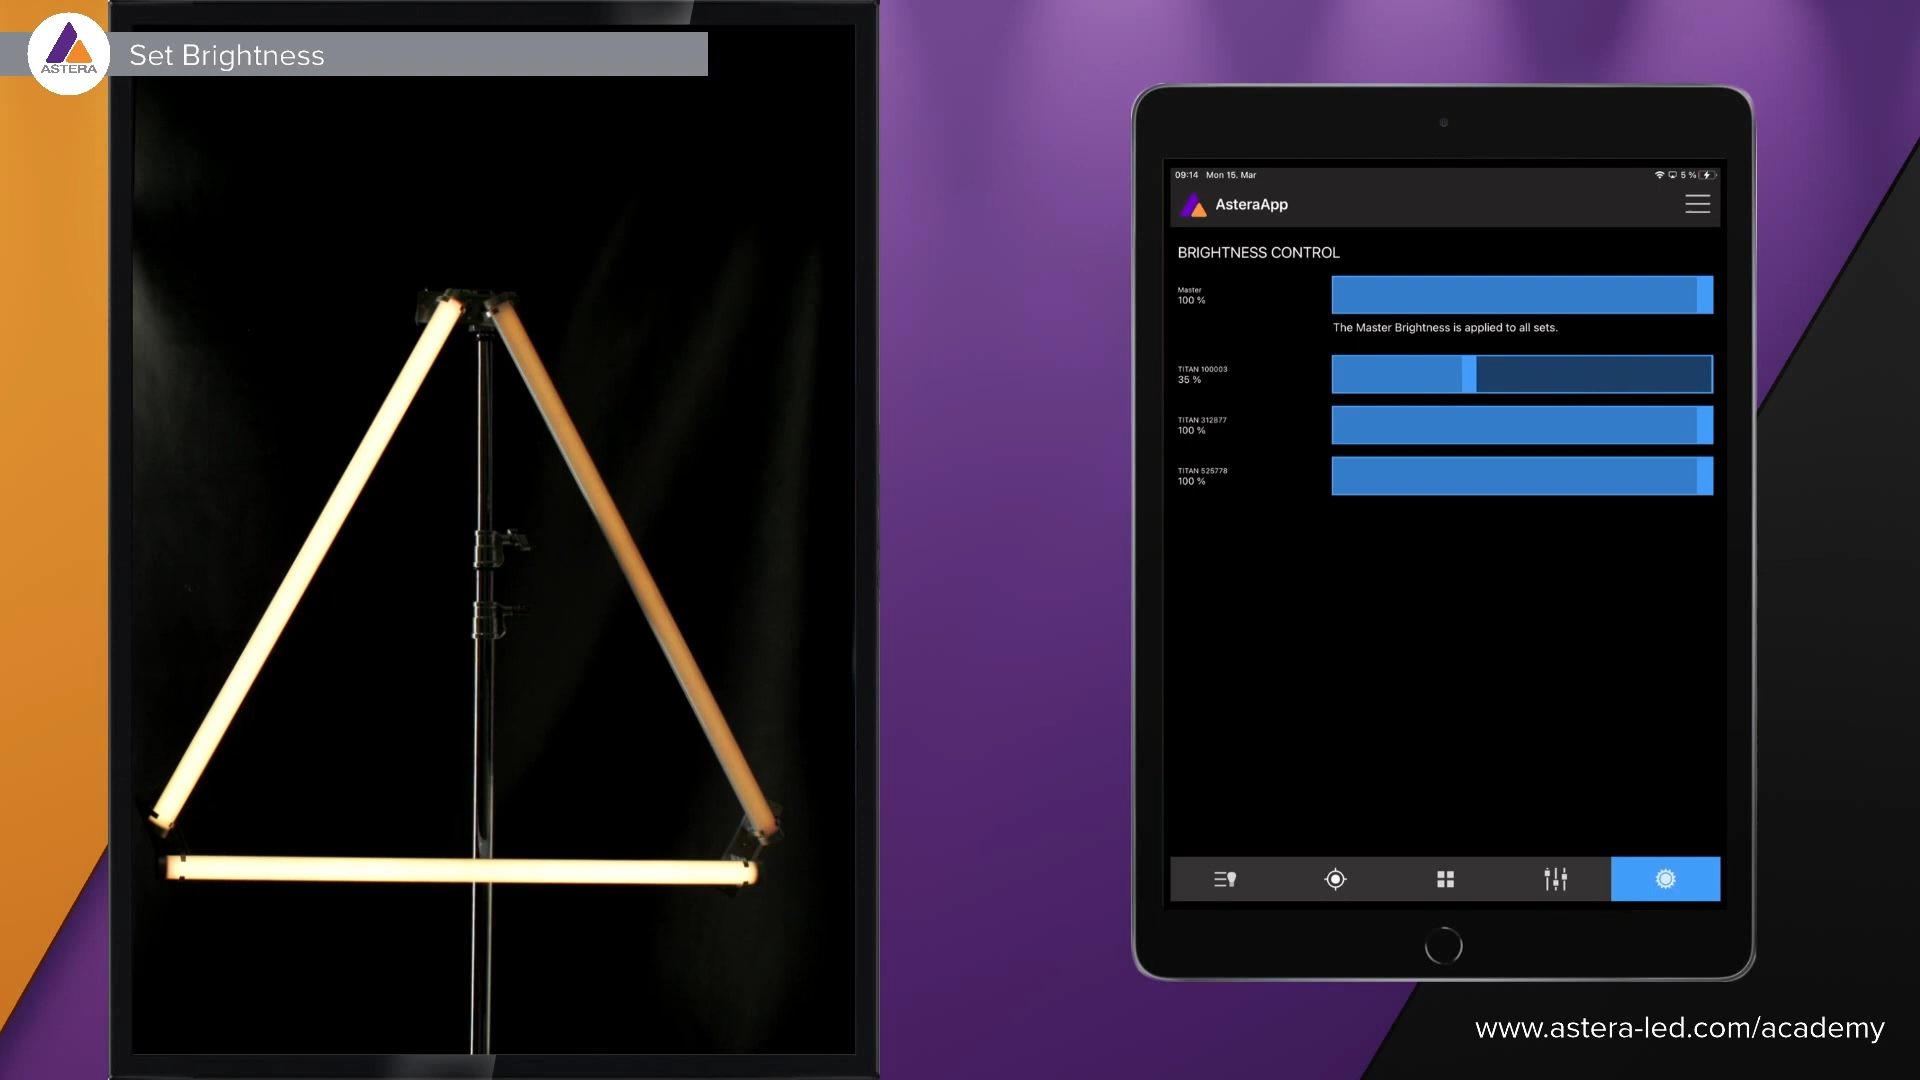 ASTERA
Set Brightness
09:14 Mon 15. Mar
5 %
AsteraApp
BRIGHTNESS CONTROL
Master
100 %
The Master Brightness is applied to all sets.
TITAN 100003
35 %
TITAN 312877
100 %
TITAN 525778
100 %
www.astera-led.com/academy